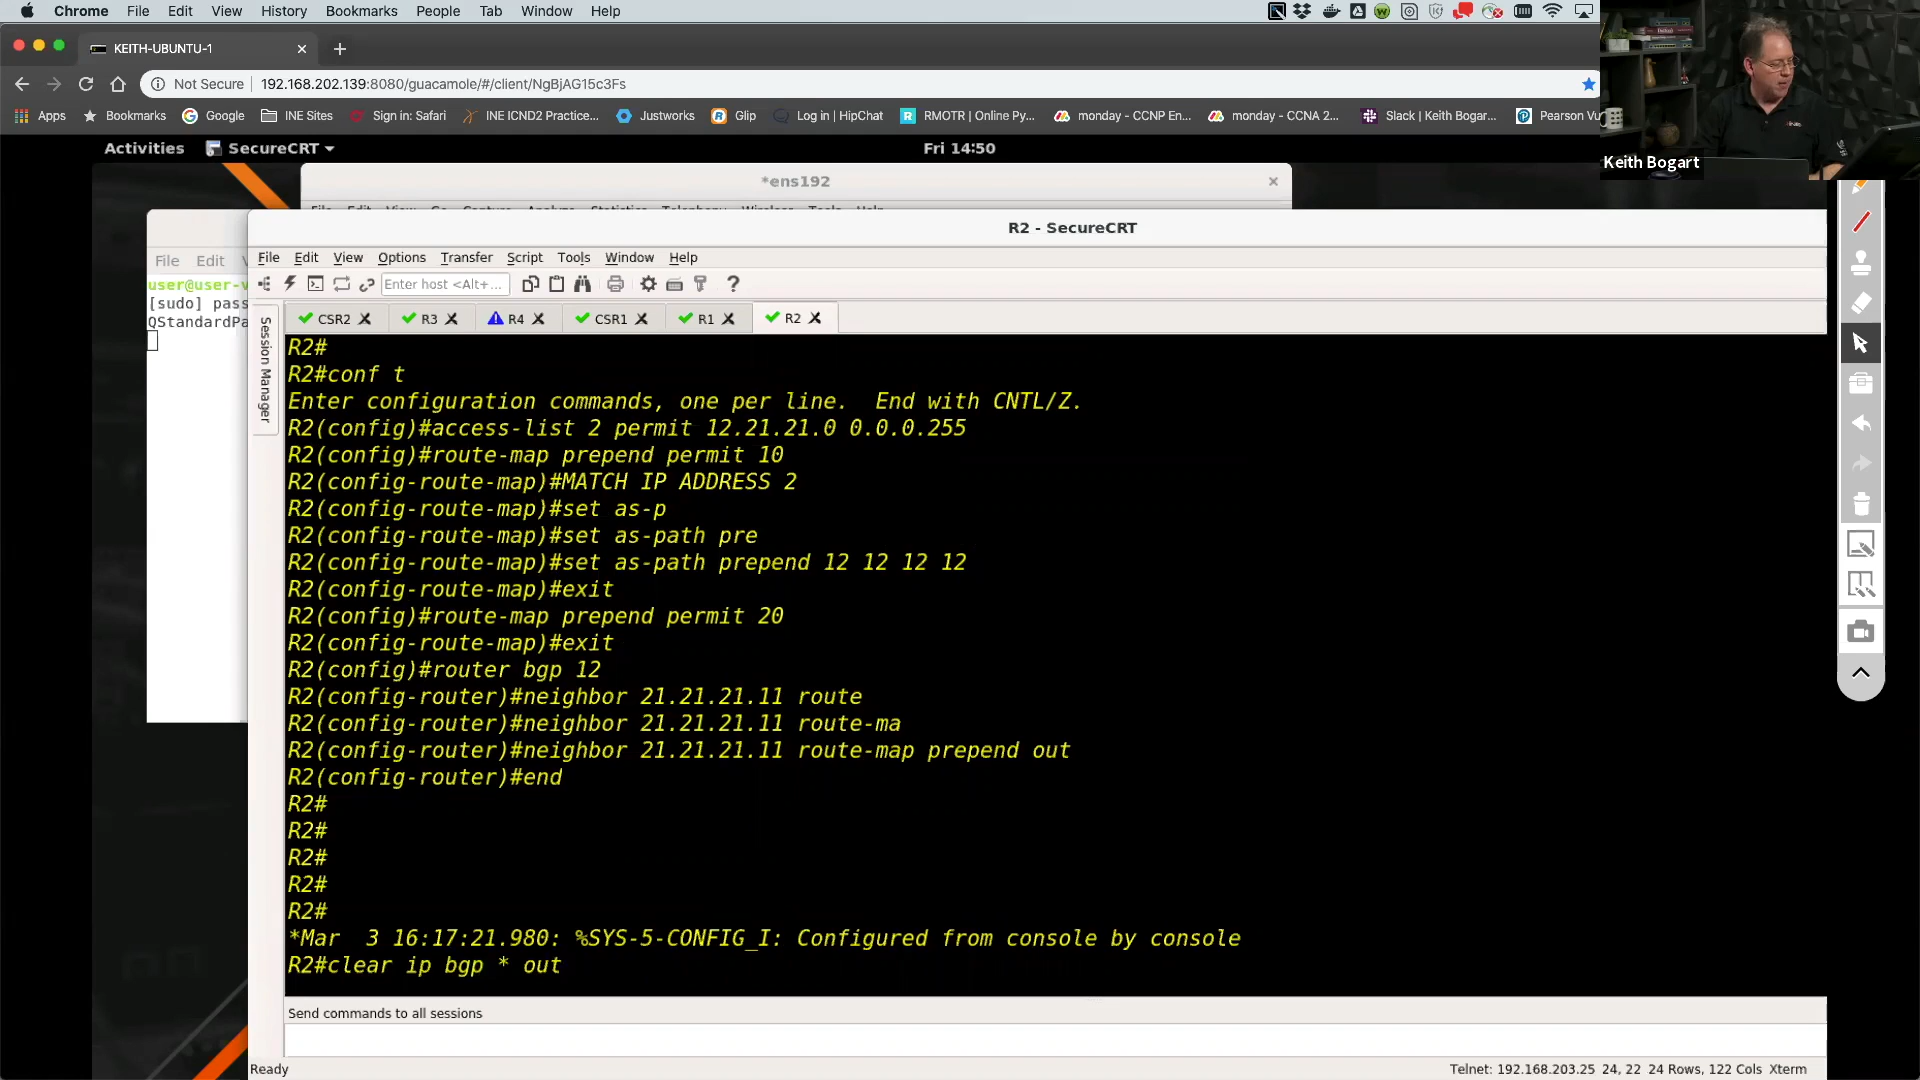 Chrome File Edit View History Bookmarks People Tab Window Help
KEITH-UBUNTU-1
Not Secure 192.168.202.139:8080/guacamole/#/client/NgBjAG15c3Fs
Apps Bookmarks Google INE Sites Sign in: Safari INE ICND2 Practice... Justworks Glip Log in | HipChat RMOTR | Online Py... monday - CCNP En... monday - CCNA 2... Slack | Keith Bogar... Pearson Vu
Keith Bogart
Activities SecureCRT Fri 14:50
*ens192
R2 - SecureCRT
File Edit
File Edit View Options Transfer Script Tools Window Help
user@user-v
[sudo] pass
QStandardPa
Enter host <Alt+...
Session Manager
CSR2 R3 R4 CSR1 R1 R2
R2#
R2#conf t
Enter configuration commands, one per line. End with CNTL/Z.
R2(config)#access-list 2 permit 12.21.21.0 0.0.0.255
R2(config)#route-map prepend permit 10
R2(config-route-map)#MATCH IP ADDRESS 2
R2(config-route-map)#set as-p
R2(config-route-map)#set as-path pre
R2(config-route-map)#set as-path prepend 12 12 12 12
R2(config-route-map)#exit
R2(config)#route-map prepend permit 20
R2(config-route-map)#exit
R2(config)#router bgp 12
R2(config-router)#neighbor 21.21.21.11 route
R2(config-router)#neighbor 21.21.21.11 route-ma
R2(config-router)#neighbor 21.21.21.11 route-map prepend out
R2(config-router)#end
R2#
R2#
R2#
R2#
R2#
*Mar 3 16:17:21.980: %SYS-5-CONFIG_I: Configured from console by console
R2#clear ip bgp * out
Send commands to all sessions
Ready
Telnet: 192.168.203.25 24, 22 24 Rows, 122 Cols Xterm